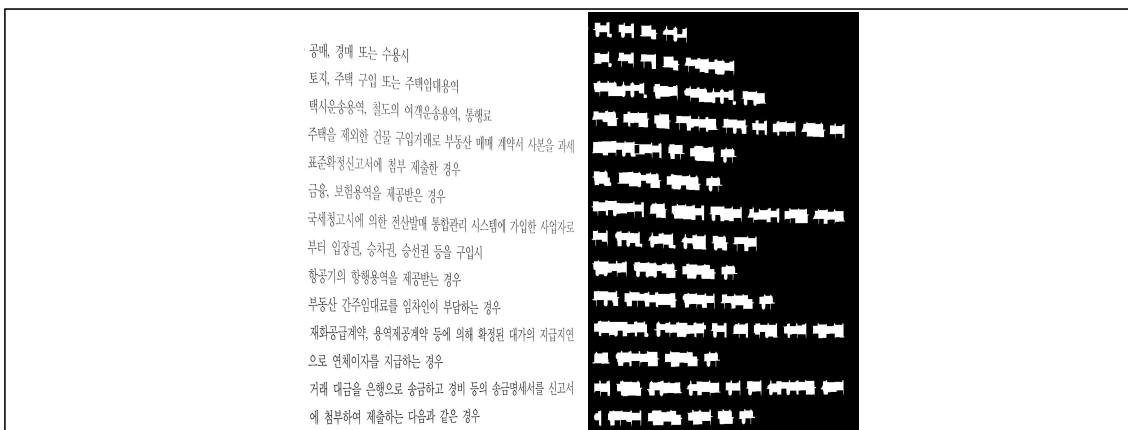 공매, 경매 또는 수용시
토지, 주택 구입 또는 주택임대용역
택시운송용역, 철도의 여객운송용역, 통행료
주택을 제외한 건물 구입거래로 부동산 매매 계약서 사본을 과세
표준확정신고서에 첨부 제출한 경우
금융, 보험용역을 제공받은 경우
국세청고시에 의한 전산발매 통합관리 시스템에 가입한 사업자로
부터 입장권, 승차권, 승선권 등을 구입시
항공기의 항행용역을 제공받는 경우
부동산 간주임대료를 임차인이 부담하는 경우
재화공급계약, 용역제공계약 등에 의해 확정된 대가의 지급지연
으로 연체이자를 지급하는 경우
거래 대금을 은행으로 송금하고 경비 등의 송금명세서를 신고서
에 첨부하여 제출하는 다음과 같은 경우